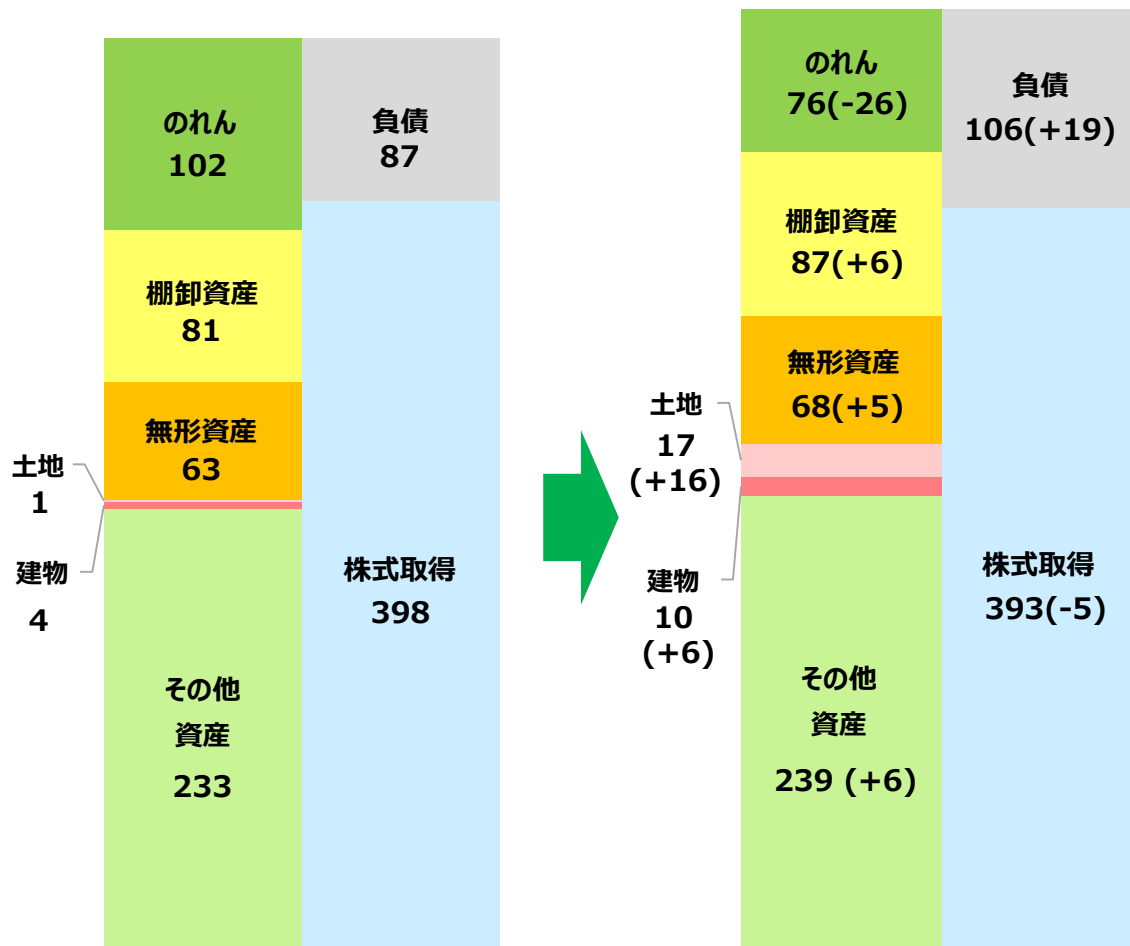 のれん
102
負債
87
棚卸資産
81
無形資産
63
土地
1
建物
4
株式取得
398
その他
資産
233
のれん
76(-26)
負債
106(+19)
棚卸資産
87(+6)
無形資産
68(+5)
土地
17
(+16)
建物
10
(+6)
株式取得
393(-5)
その他
資産
239 (+6)